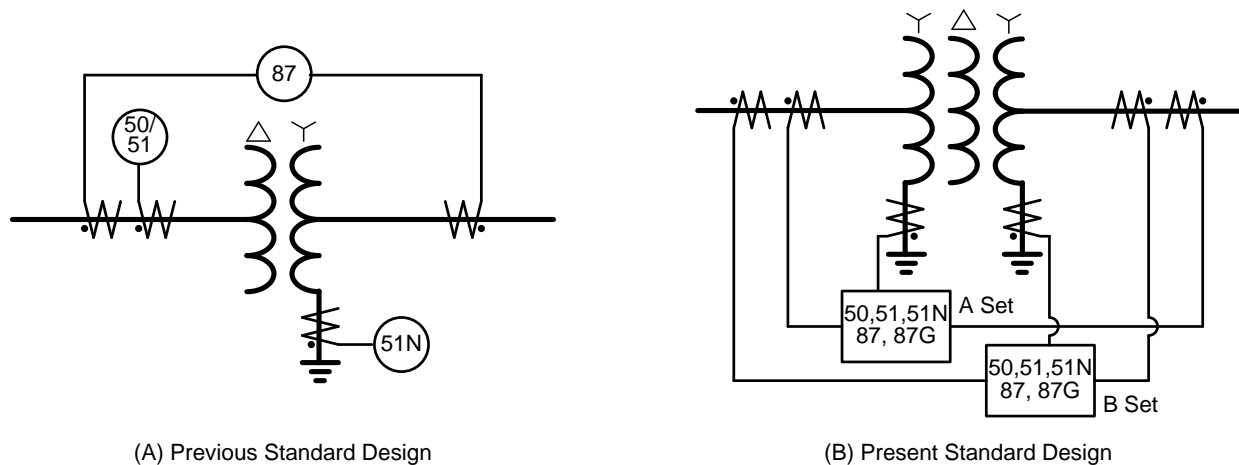 87
50/
51
51N
(A) Previous Standard Design
50,51,51N
87, 87G
A Set
50,51,51N
87, 87G
B Set
(B) Present Standard Design